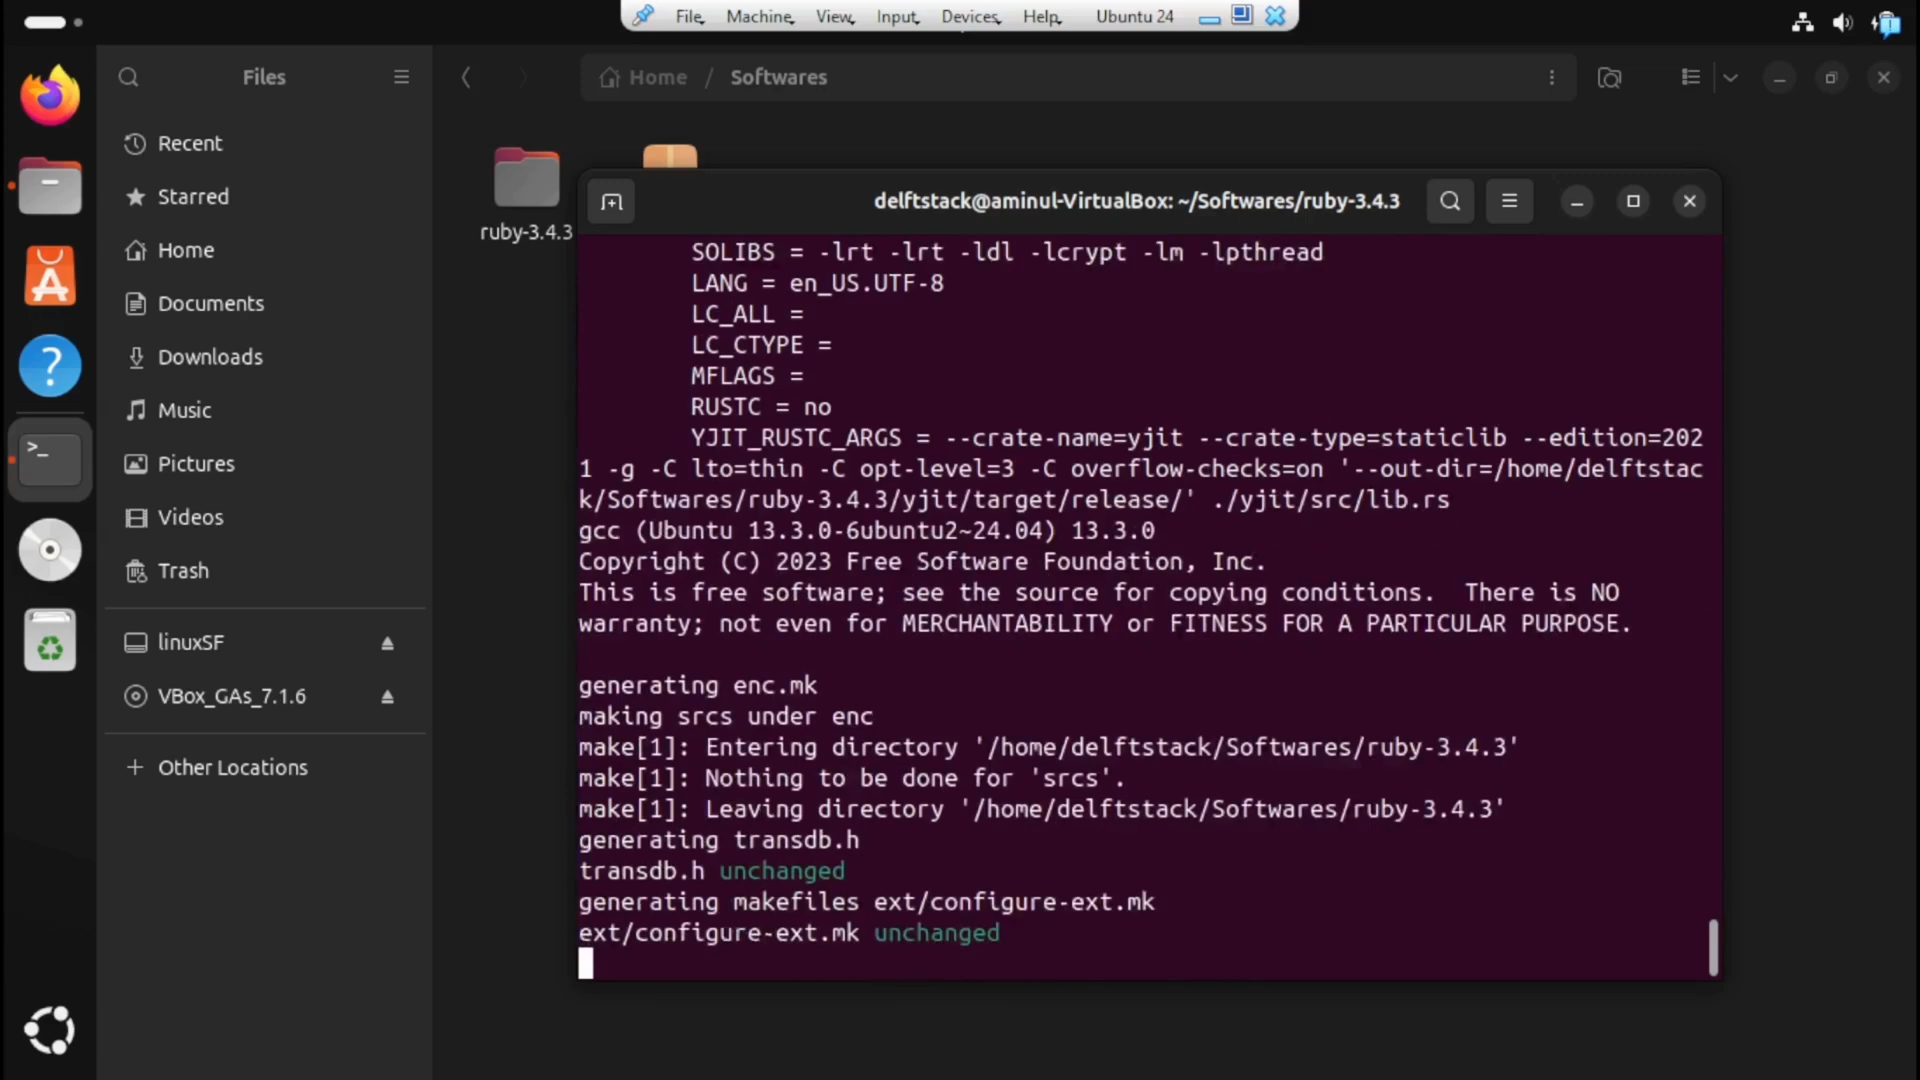 File Machine View Input Devices Help Ubuntu 24
Files
Home / Softwares
Recent
Starred
Home
Documents
Downloads
Music
Pictures
Videos
Trash
linuxSF
VBox_GAs_7.1.6
+ Other Locations
ruby-3.4.3
delftstack@aminul-VirtualBox: ~/Softwares/ruby-3.4.3
SOLIBS = -lrt -lrt -ldl -lcrypt -lm -lpthread
LANG = en_US.UTF-8
LC_ALL =
LC_CTYPE =
MFLAGS =
RUSTC = no
YJIT_RUSTC_ARGS = --crate-name=yjit --crate-type=staticlib --edition=202
1 -g -C lto=thin -C opt-level=3 -C overflow-checks=on '--out-dir=/home/delftstac
k/Softwares/ruby-3.4.3/yjit/target/release/' ./yjit/src/lib.rs
gcc (Ubuntu 13.3.0-6ubuntu2~24.04) 13.3.0
Copyright (C) 2023 Free Software Foundation, Inc.
This is free software; see the source for copying conditions.  There is NO
warranty; not even for MERCHANTABILITY or FITNESS FOR A PARTICULAR PURPOSE.
generating enc.mk
making srcs under enc
make[1]: Entering directory '/home/delftstack/Softwares/ruby-3.4.3'
make[1]: Nothing to be done for 'srcs'.
make[1]: Leaving directory '/home/delftstack/Softwares/ruby-3.4.3'
generating transdb.h
transdb.h unchanged
generating makefiles ext/configure-ext.mk
ext/configure-ext.mk unchanged